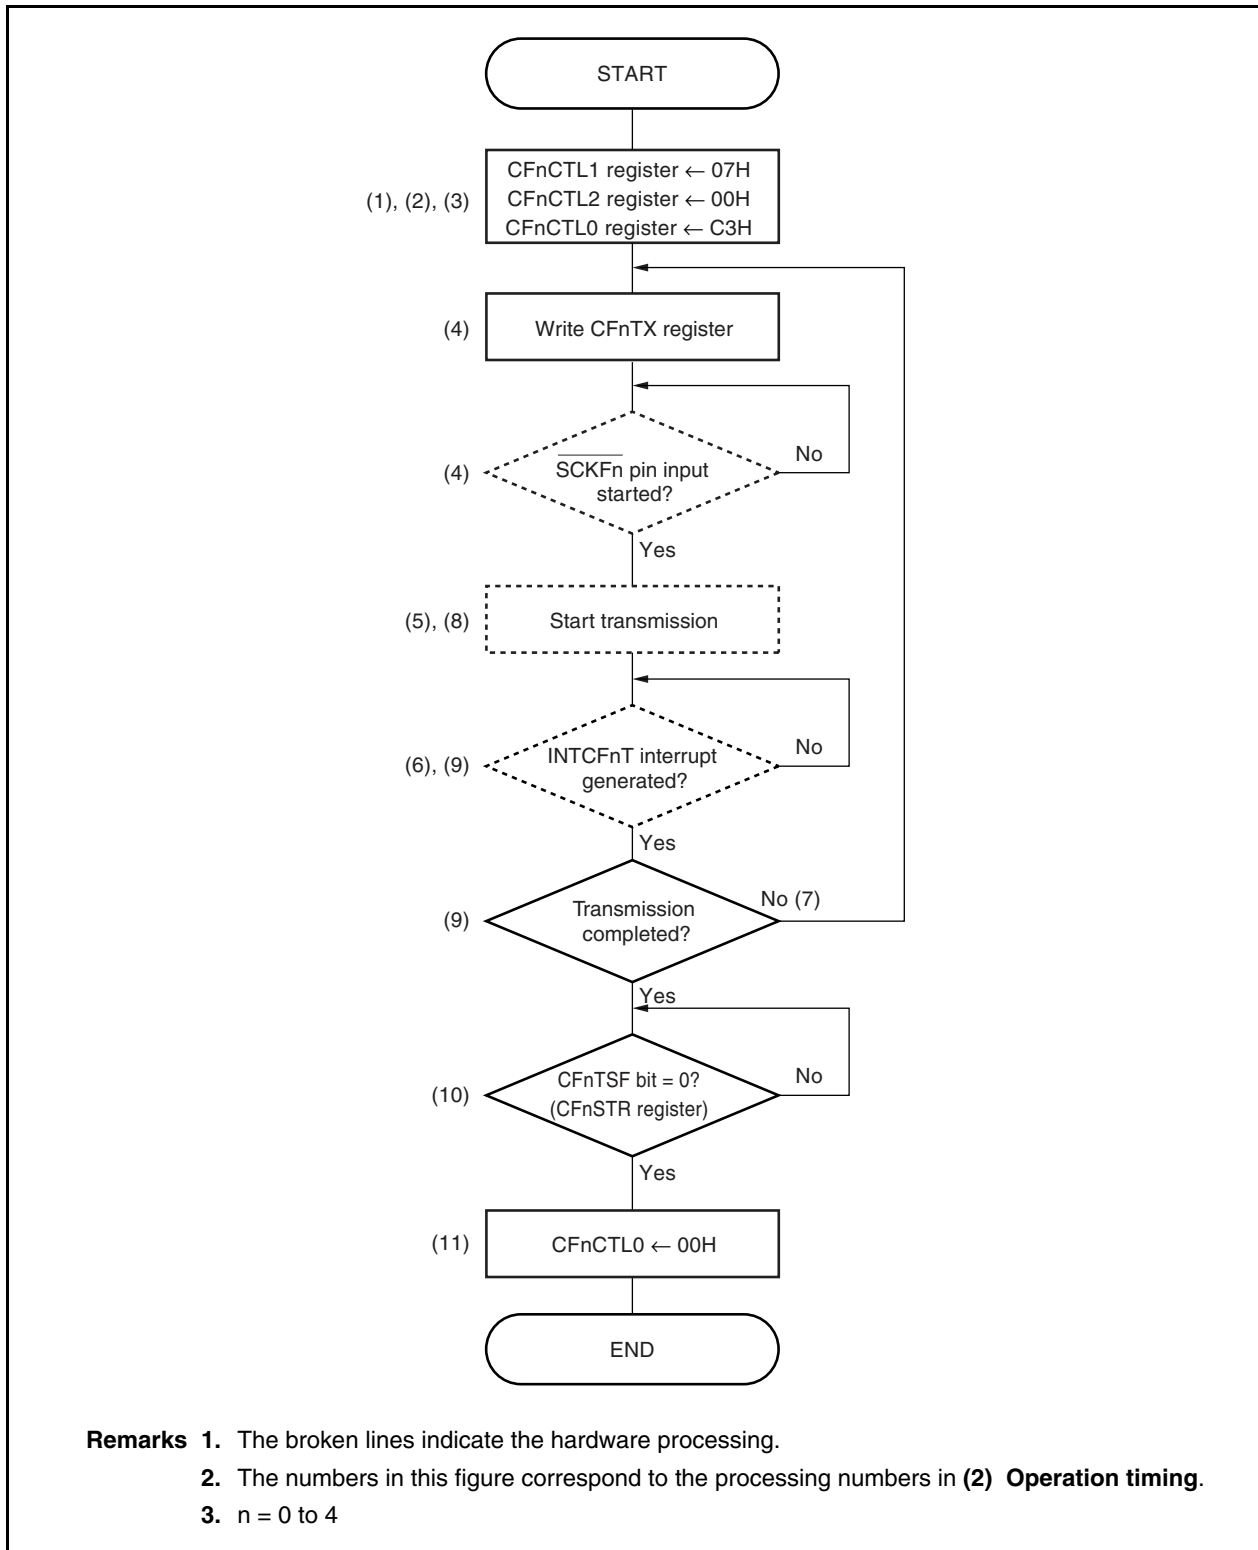 START
(1), (2), (3)
CFnCTL1 register ← 07H
CFnCTL2 register ← 00H
CFnCTL0 register ← C3H
(4)
Write CFnTX register
(4)
SCKFn pin input
started?
No
Yes
(5), (8)
Start transmission
(6), (9)
INTCFnT interrupt
generated?
No
Yes
(9)
Transmission
completed?
No (7)
Yes
(10)
CFnTSF bit = 0?
(CFnSTR register)
No
Yes
(11)
CFnCTL0 ← 00H
END
Remarks 1. The broken lines indicate the hardware processing.
2. The numbers in this figure correspond to the processing numbers in (2) Operation timing.
3. n = 0 to 4